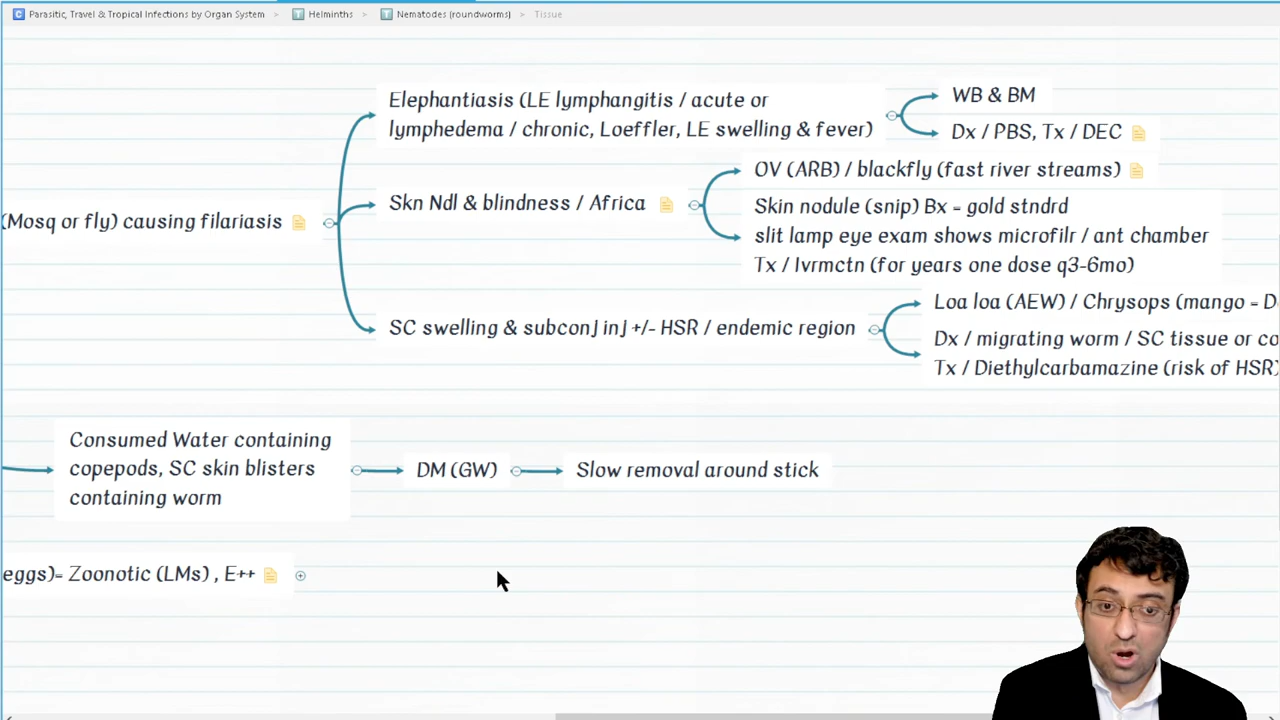 C Parasitic, Travel & Tropical Infections by Organ System > T Helminths > T Nematodes (roundworms) > Tissue
Elephantiasis (LE lymphangitis / acute or
lymphedema / chronic, Loeffler, LE swelling & fever)
WB & BM
Dx / PBS, Tx / DEC
(Mosq or fly) causing filariasis
Skn Ndl & blindness / Africa
OV (ARB) / blackfly (fast river streams)
Skin nodule (snip) Bx = gold stndrd
slit lamp eye exam shows microfilr / ant chamber
Tx / Ivrmctn (for years one dose q3-6mo)
SC swelling & subconj inj +/- HSR / endemic region
Loa loa (AEW) / Chrysops (mango = D
Dx / migrating worm / SC tissue or co
Tx / Diethylcarbamazine (risk of HSR)
Consumed Water containing
copepods, SC skin blisters
containing worm
DM (GW)
Slow removal around stick
eggs)= Zoonotic (LMs) , E++